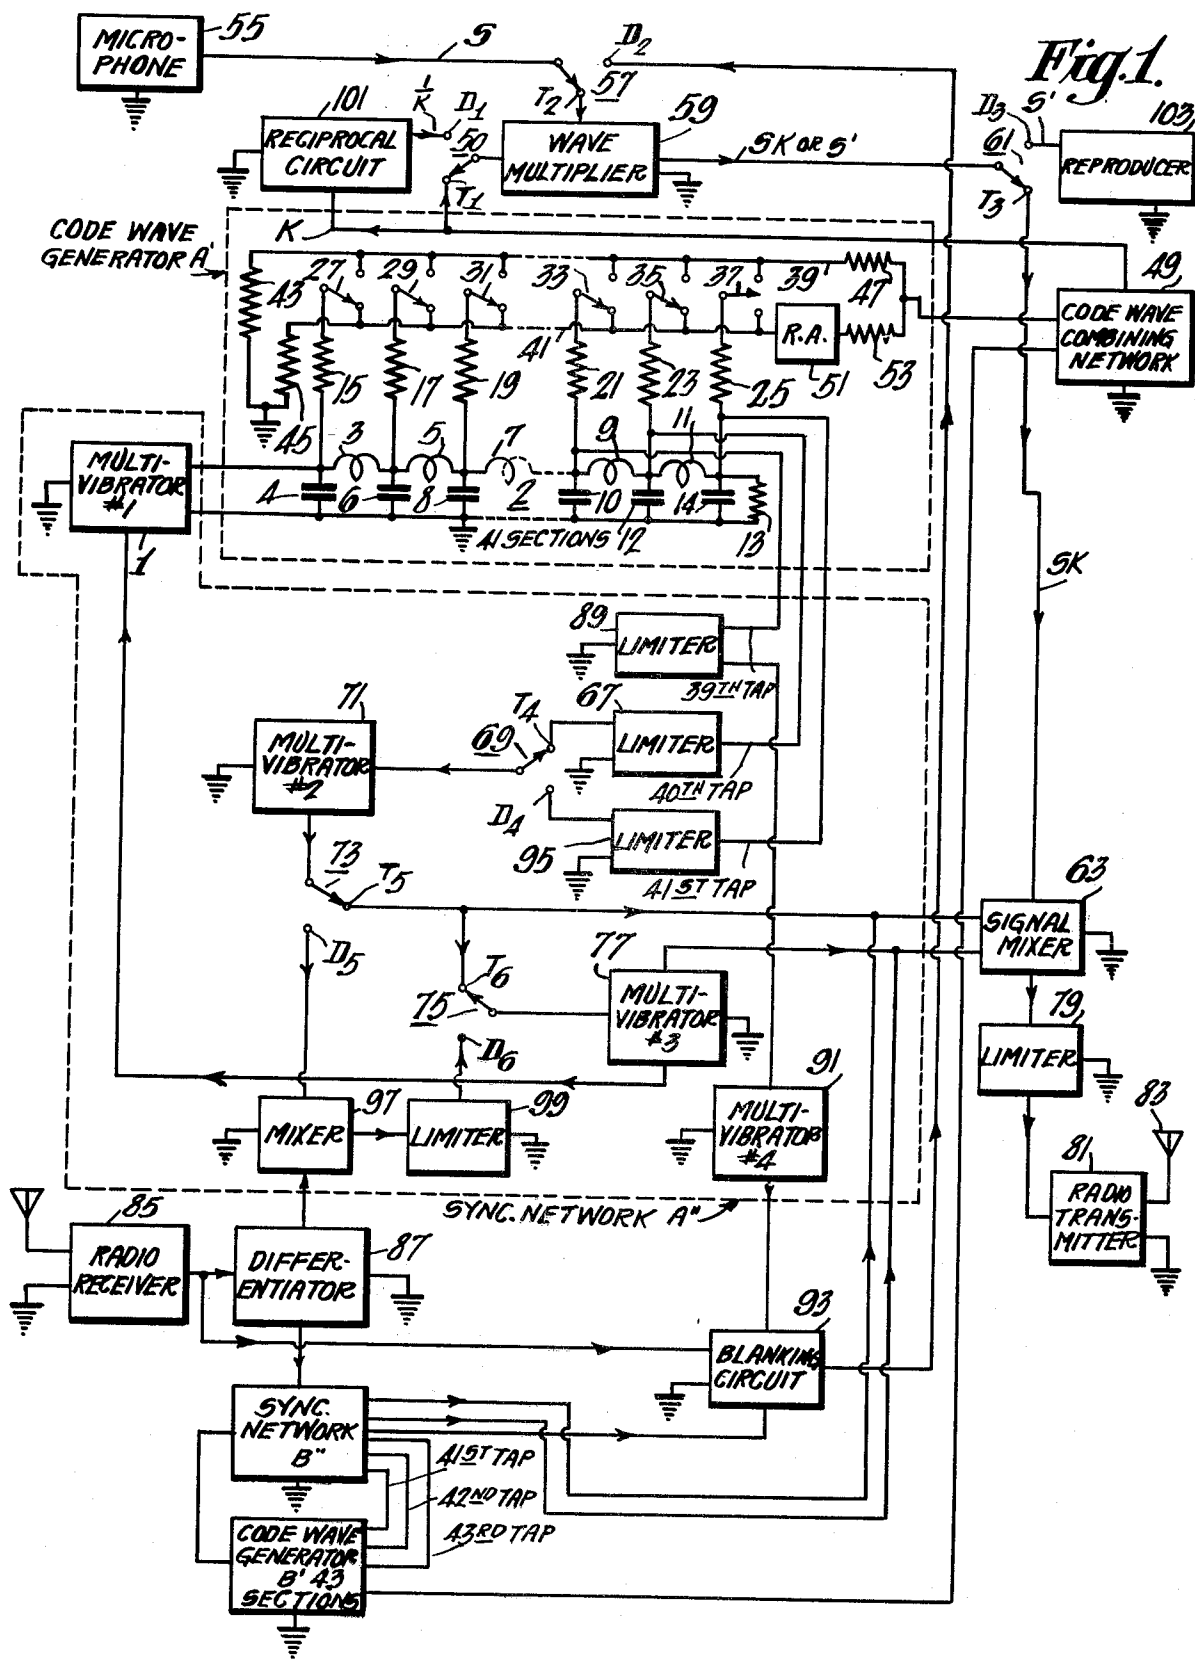 Fig. 1.
MICRO-
PHONE
55
S
D2
T2
57
1/K
D1
101
RECIPROCAL
CIRCUIT
50
T1
WAVE
MULTIPLIER
59
SK OR S'
D3
S'
61
T3
103
REPRODUCER
CODE WAVE
GENERATOR A'
K
43
27
29
31
33
35
37
39
47
49
CODE WAVE
COMBINING
NETWORK
41
R.A.
51
53
45
15
17
19
21
23
25
MULTI-
VIBRATOR
#1
1
3
5
7
9
11
4
6
8
2
10
12
14
13
41 SECTIONS
SK
89
LIMITER
39TH TAP
71
MULTI-
VIBRATOR
#2
T4
69
67
LIMITER
40TH TAP
D4
95
LIMITER
41ST TAP
73
T5
D5
63
SIGNAL
MIXER
T6
75
D6
77
MULTI-
VIBRATOR
#3
79
LIMITER
97
MIXER
99
LIMITER
91
MULTI-
VIBRATOR
#4
83
81
RADIO
TRANS-
MITTER
SYNC. NETWORK A"
85
RADIO
RECEIVER
87
DIFFER-
ENTIATOR
93
BLANKING
CIRCUIT
SYNC.
NETWORK
B"
41ST TAP
42ND TAP
43RD TAP
CODE WAVE
GENERATOR
B' 43
SECTIONS